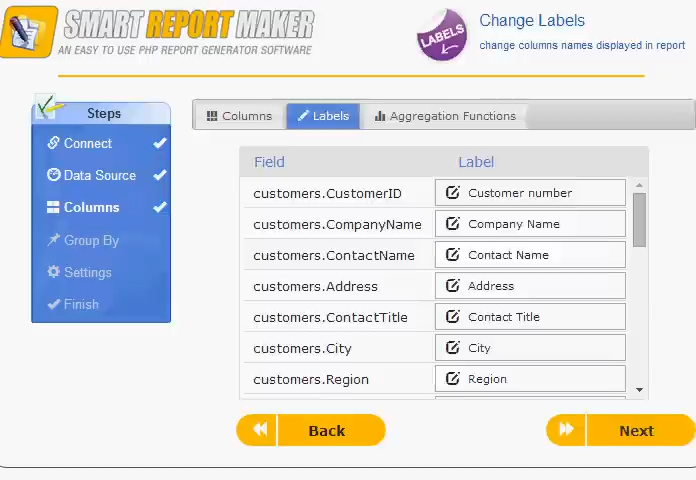 SMART REPORT MAKER
AN EASY TO USE PHP REPORT GENERATOR SOFTWARE
LABELS
Change Labels
change columns names displayed in report
Steps
Connect
Data Source
Columns
Group By
Settings
Finish
Columns Labels Aggregation Functions
Field Label
customers.CustomerID Customer number
customers.CompanyName Company Name
customers.ContactName Contact Name
customers.Address Address
customers.ContactTitle Contact Title
customers.City City
customers.Region Region
Back Next